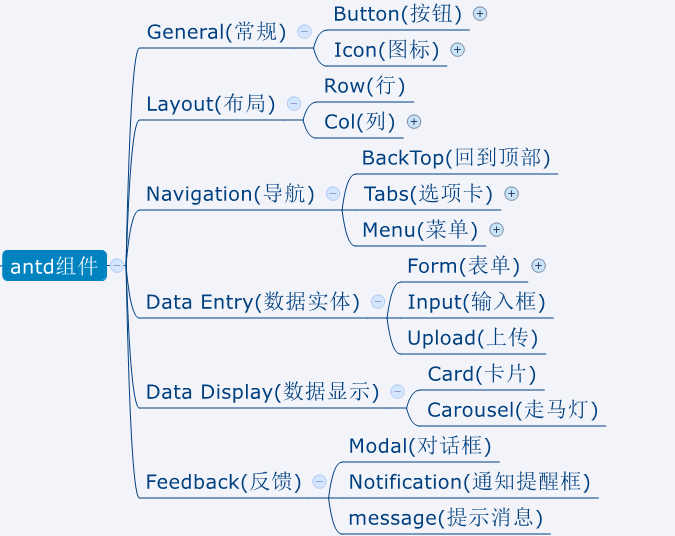 antd组件
General(常规)
Button(按钮)
Icon(图标)
Layout(布局)
Row(行)
Col(列)
Navigation(导航)
BackTop(回到顶部)
Tabs(选项卡)
Menu(菜单)
Data Entry(数据实体)
Form(表单)
Input(输入框)
Upload(上传)
Data Display(数据显示)
Card(卡片)
Carousel(走马灯)
Feedback(反馈)
Modal(对话框)
Notification(通知提醒框)
message(提示消息)